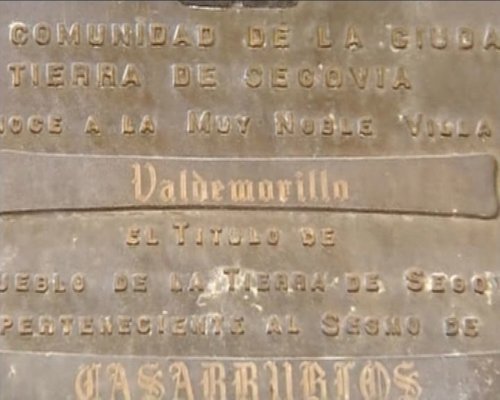 COMUNIDAD DE LA CIUDA
TIERRA DE SEGOVIA
NOCE A LA MUY NOBLE VILLA
Valdemorillo
EL TITULO DE
UEBLO DE LA TIERRA DE SEGO
PERTENECIENTE AL SESMO DE
CASARRUBIOS